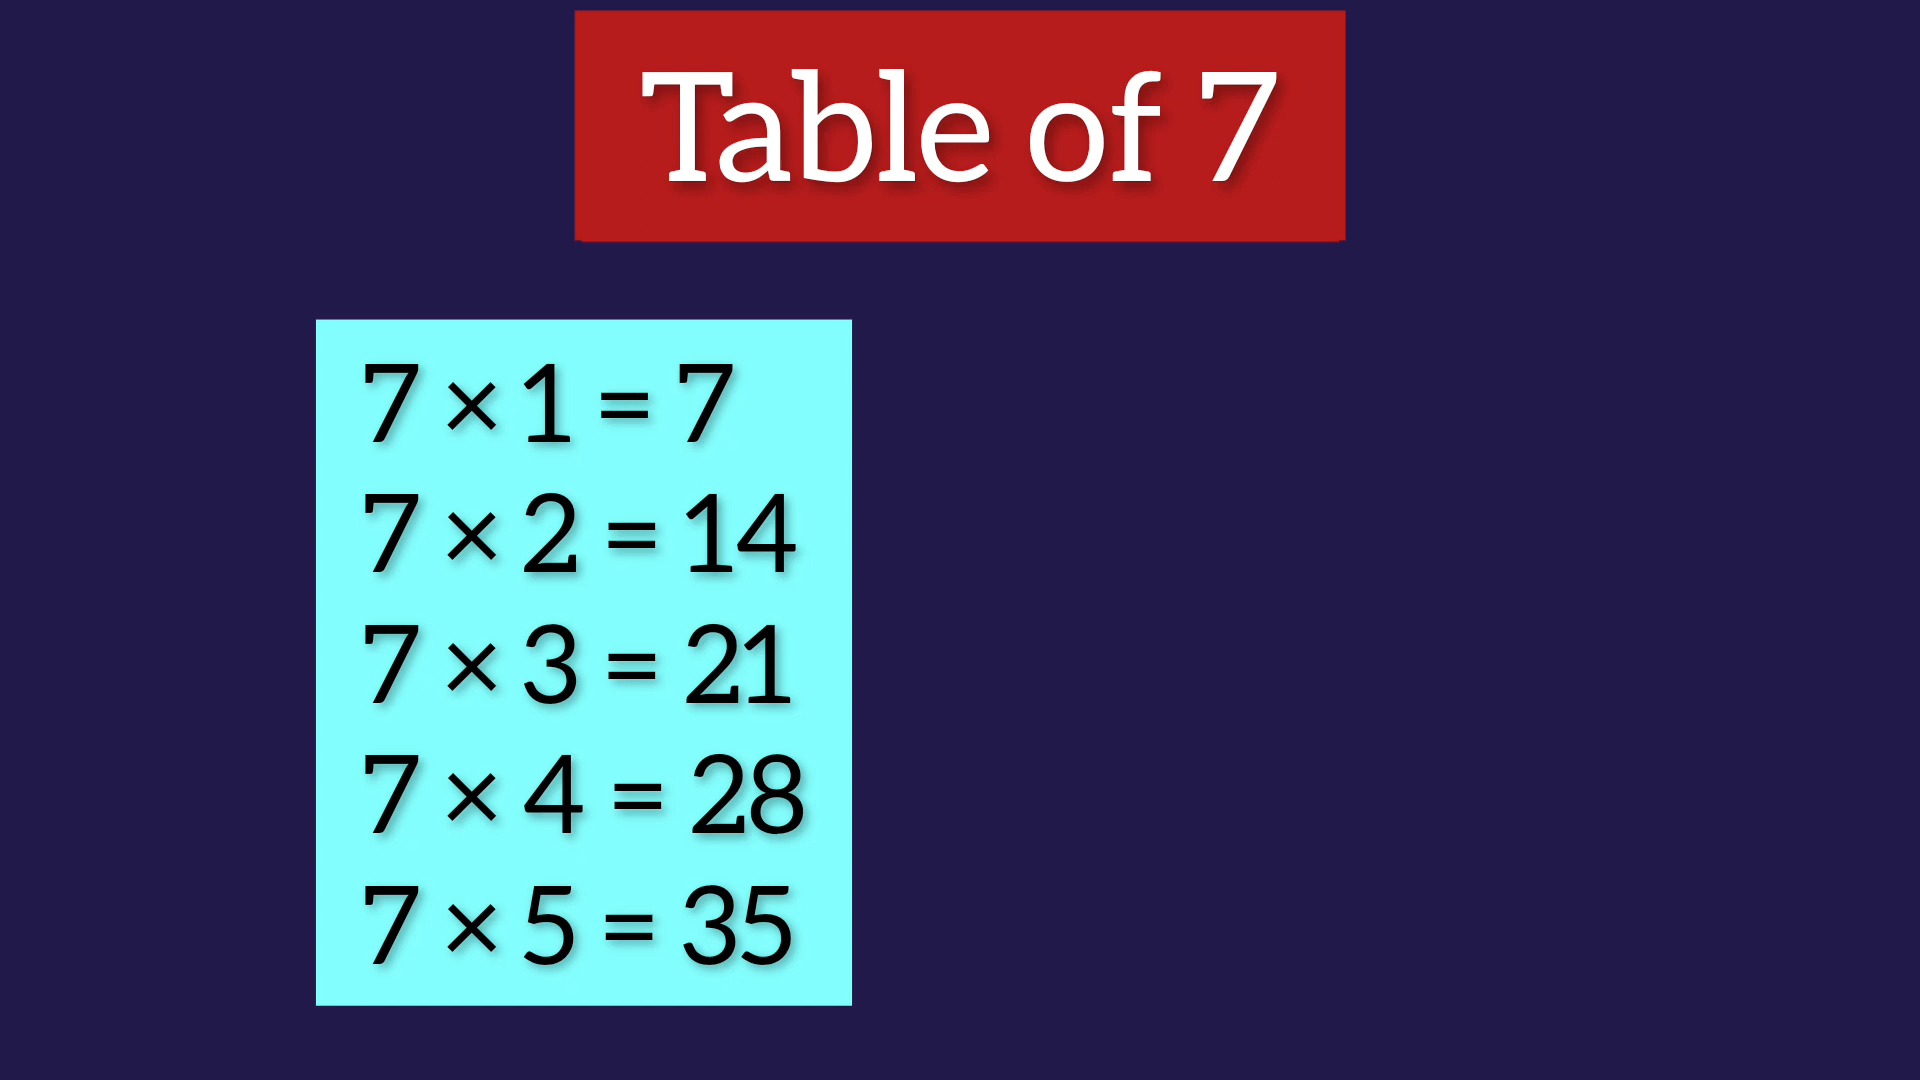 Table of 7
7 × 1 = 7
7 × 2 = 14
7 × 3 = 21
7 × 4 = 28
7 × 5 = 35